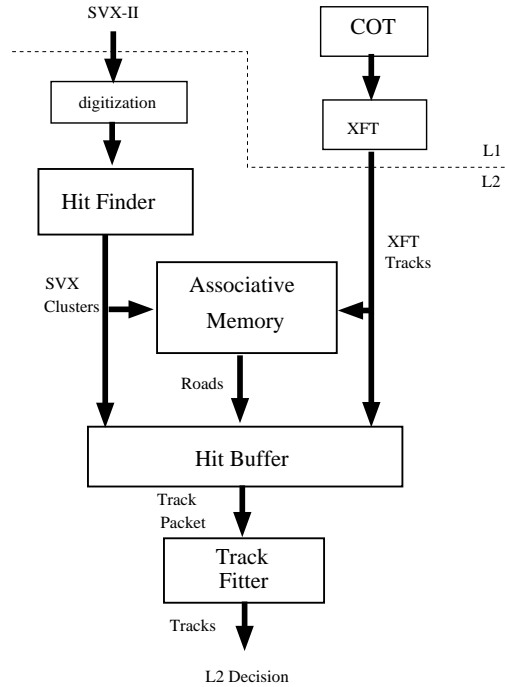 SVX-II
COT
digitization
XFT
L1
L2
Hit Finder
XFT
Tracks
SVX
Clusters
Associative
Memory
Roads
Hit Buffer
Track
Packet
Track
Fitter
Tracks
L2 Decision